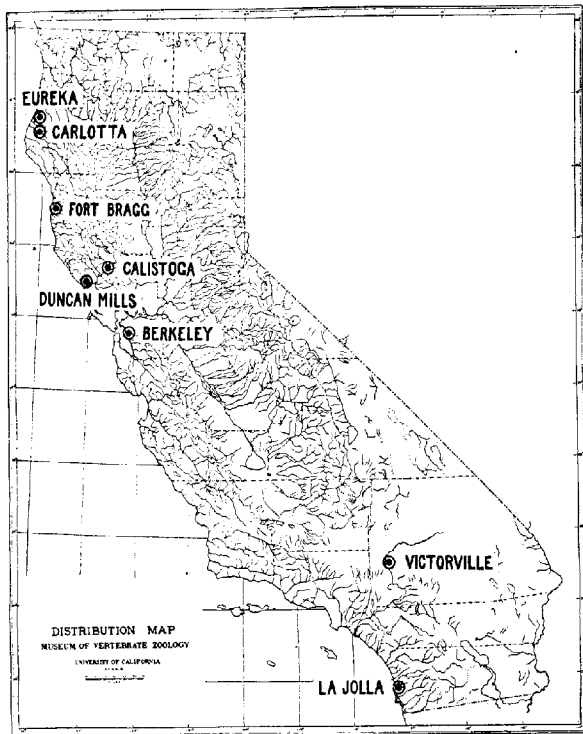 EUREKA
CARLOTTA
FORT BRAGG
CALISTOGA
DUNCAN MILLS
BERKELEY
VICTORVILLE
DISTRIBUTION MAP
MUSEUM OF VERTEBRATE ZOOLOGY
UNIVERSITY OF CALIFORNIA
LA JOLLA